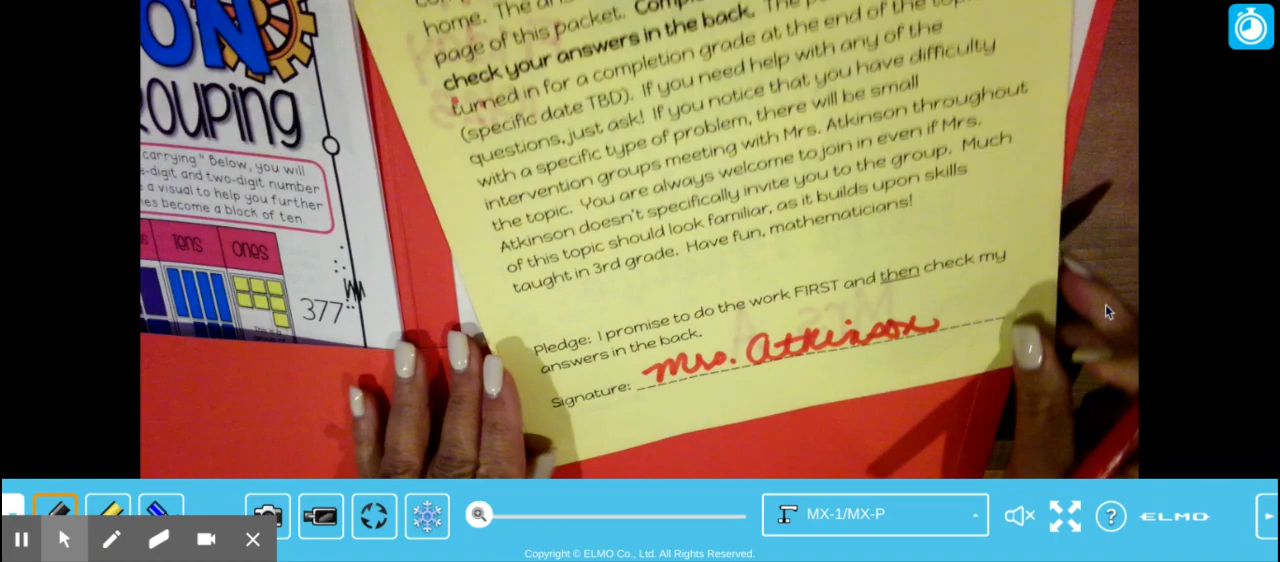 ON
rouping
carrying." Below, you will
e-digit and two-digit number
s a visual to help you further
nes become a block of ten
Tens
Ones
377
home. The
page of this packet.
check your answers in the back. The
turned in for a completion grade at the end of the
(specific date TBD). If you need help with any of the
questions, just ask! If you notice that you have difficulty
with a specific type of problem, there will be small
intervention groups meeting with Mrs. Atkinson throughout
the topic. You are always welcome to join in even if Mrs.
Atkinson doesn't specifically invite you to the group. Much
of this topic should look familiar, as it builds upon skills
taught in 3rd grade. Have fun, mathematicians!
Pledge: I promise to do the work FIRST and then check my
answers in the back.
Signature: Mrs. Atkinson
MX-1/MX-P
?
ELMO
Copyright © ELMO Co., Ltd. All Rights Reserved.